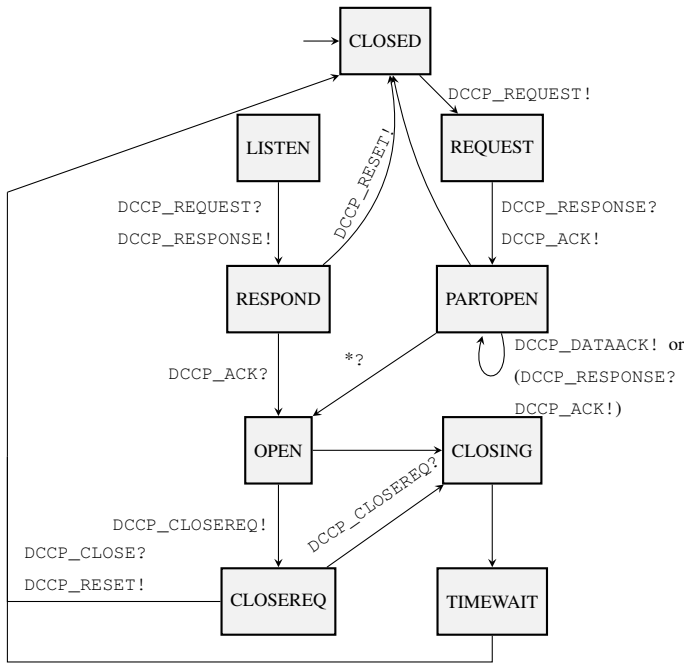 CLOSED
DCCP_REQUEST!
LISTEN
REQUEST
DCCP_RESET!
DCCP_REQUEST?
DCCP_RESPONSE!
DCCP_RESPONSE?
DCCP_ACK!
RESPOND
PARTOPEN
DCCP_ACK?
*?
DCCP_DATAACK! or
(DCCP_RESPONSE?
DCCP_ACK!)
OPEN
CLOSING
DCCP_CLOSEREQ!
DCCP_CLOSEREQ?
DCCP_CLOSE?
DCCP_RESET!
CLOSEREQ
TIMEWAIT